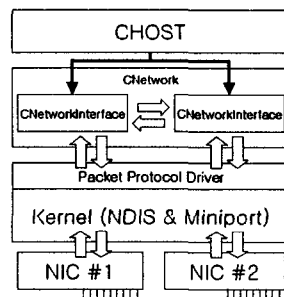 CHOST
CNetwork
CNetworkInterface
CNetworkInterface
Packet Protocol Driver
Kernel (NDIS & Miniport)
NIC #1
NIC #2